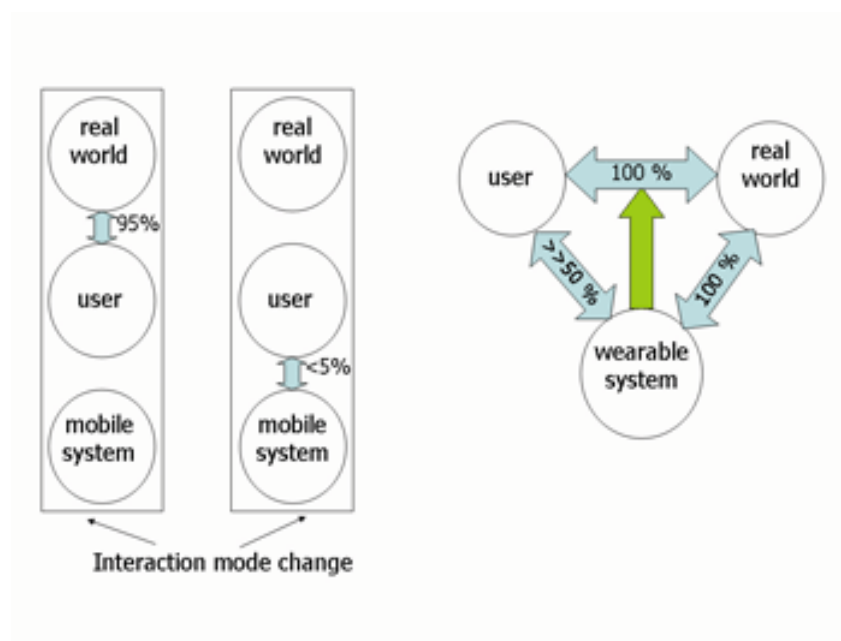 real
world
95%
user
mobile
system
real
world
user
<5%
mobile
system
Interaction mode change
user
100 %
real
world
>>50 %
100 %
wearable
system